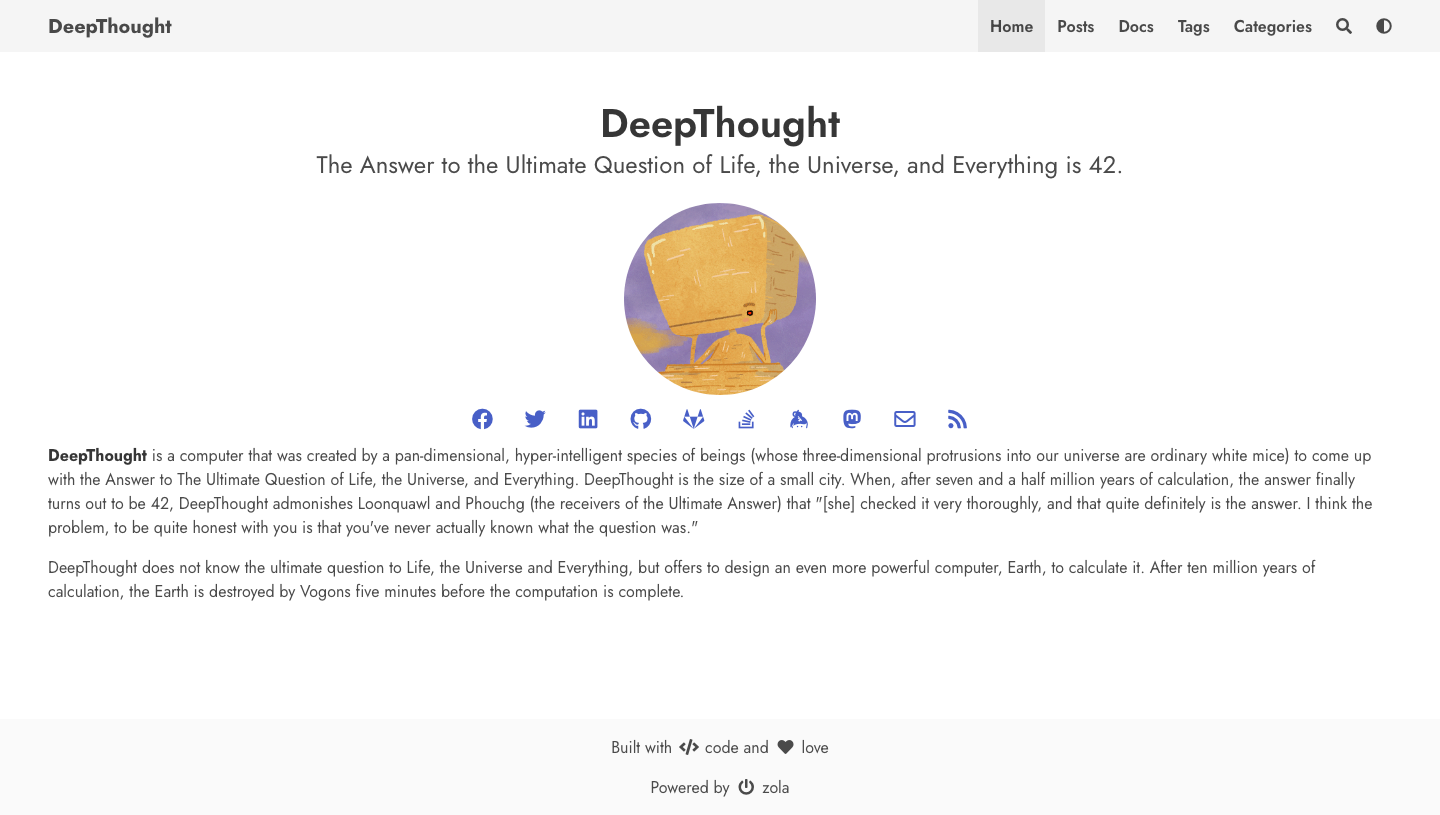 DeepThought
Home Posts Docs Tags Categories
DeepThought
The Answer to the Ultimate Question of Life, the Universe, and Everything is 42.
DeepThought is a computer that was created by a pan-dimensional, hyper-intelligent species of beings (whose three-dimensional protrusions into our universe are ordinary white mice) to come up
with the Answer to The Ultimate Question of Life, the Universe, and Everything. DeepThought is the size of a small city. When, after seven and a half million years of calculation, the answer finally
turns out to be 42, DeepThought admonishes Loonquawl and Phouchg (the receivers of the Ultimate Answer) that "[she] checked it very thoroughly, and that quite definitely is the answer. I think the
problem, to be quite honest with you is that you've never actually known what the question was."
DeepThought does not know the ultimate question to Life, the Universe and Everything, but offers to design an even more powerful computer, Earth, to calculate it. After ten million years of
calculation, the Earth is destroyed by Vogons five minutes before the computation is complete.
Built with code and love
Powered by zola